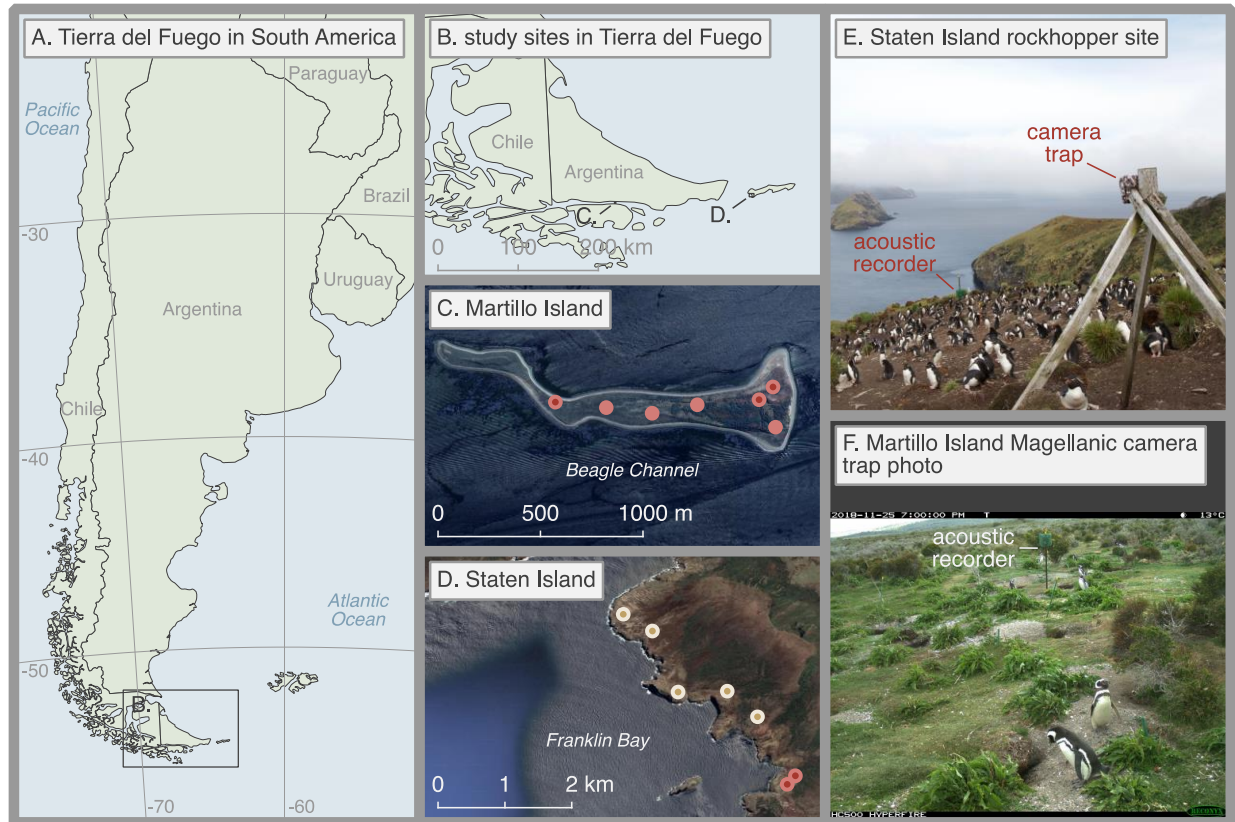 A. Tierra del Fuego in South America
Paraguay
Pacific
Ocean
Brazil
-30
Uruguay
Argentina
Chile
-40
Atlantic
Ocean
-50
B.
-70
-60
B. study sites in Tierra del Fuego
Chile
Argentina
C.
D.
0 100 200 km
C. Martillo Island
Beagle Channel
0 500 1000 m
D. Staten Island
Franklin Bay
0 1 2 km
E. Staten Island rockhopper site
camera
trap
acoustic
recorder
F. Martillo Island Magellanic camera
trap photo
2018-11-25 7:00:00 PM T 13°C
acoustic
recorder
HC500 HYPERFIRE
RECONYX